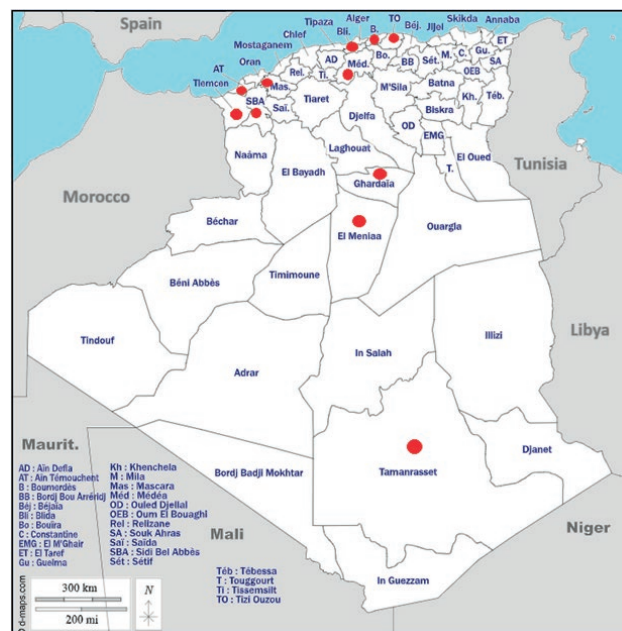 Spain
Tipaza
Alger
TO
Skikda
Annaba
Bli.
B.
Béj.
Jijel
Chlef
Mostaganem
Oran
AT
Tlemcen
ET
AD
Méd.
Bo.
BB
Sét.
M.
C.
Gu.
SA
OEB
Rel.
Ti.
Mas.
M'Sila
Batna
Kh.
Téb.
SBA
Saï.
Tiaret
Djelfa
Biskra
OD
EMG
El Oued
T.
Tunisia
Naâma
El Bayadh
Laghouat
Ghardaïa
Morocco
Béchar
El Meniaa
Ouargla
Béni Abbès
Timimoune
Tindouf
Adrar
In Salah
Illizi
Libya
Maurit.
Bordj Badji Mokhtar
Tamanrasset
Djanet
Mali
Niger
In Guezzam
AD : Aïn Defla
AT : Aïn Témouchent
B : Boumerdès
BB : Bordj Bou Arréridj
Béj : Béjaïa
Bli : Blida
Bo : Bouira
C : Constantine
EMG : El M'Ghair
ET : El Taref
Gu : Guelma
Kh : Khenchela
M : Mila
Mas : Mascara
Méd : Médéa
OD : Ouled Djellal
OEB : Oum El Bouaghi
Rel : Relizane
SA : Souk Ahras
Saï : Saïda
SBA : Sidi Bel Abbès
Sét : Sétif
Téb : Tébessa
T : Touggourt
Ti : Tissemsilt
TO : Tizi Ouzou
300 km
200 mi
N
© d-maps.com